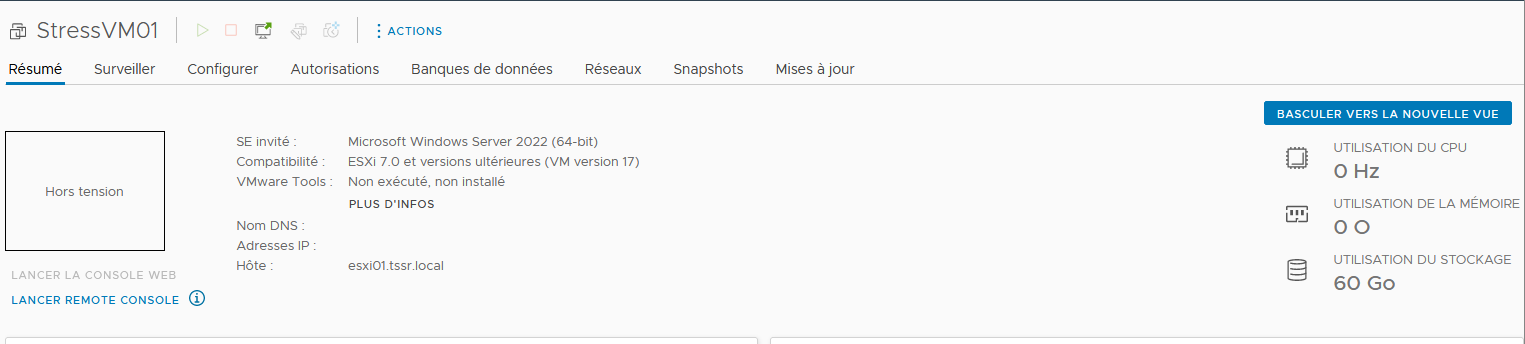 StressVM01
ACTIONS
Résumé Surveiller Configurer Autorisations Banques de données Réseaux Snapshots Mises à jour
BASCULER VERS LA NOUVELLE VUE
Hors tension
LANCER LA CONSOLE WEB
LANCER REMOTE CONSOLE
SE invité : Microsoft Windows Server 2022 (64-bit)
Compatibilité : ESXi 7.0 et versions ultérieures (VM version 17)
VMware Tools : Non exécuté, non installé
PLUS D'INFOS
Nom DNS :
Adresses IP :
Hôte : esxi01.tssr.local
UTILISATION DU CPU
0 Hz
UTILISATION DE LA MÉMOIRE
0 O
UTILISATION DU STOCKAGE
60 Go